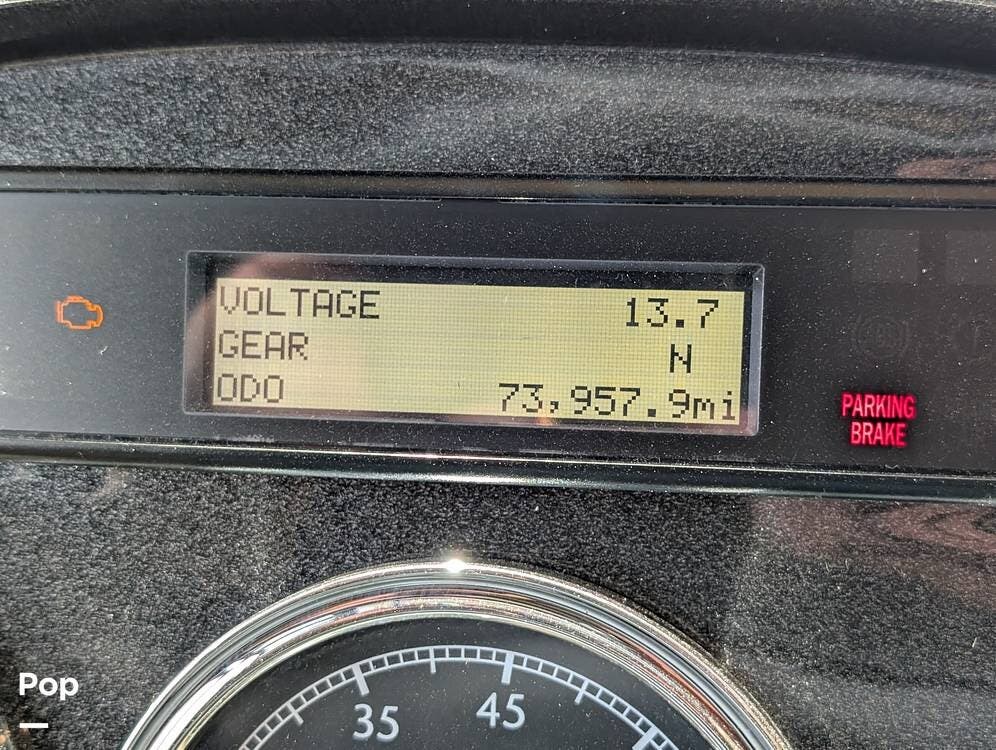 VOLTAGE 13.7
GEAR N
ODO 73,957.9mi
PARKING
BRAKE
35 45
Pop